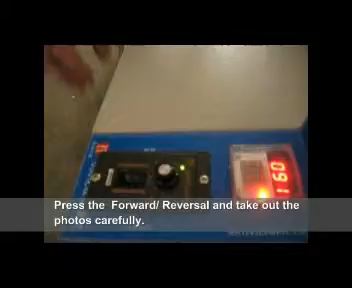 160
Press the  Forward/ Reversal and take out the
photos carefully.